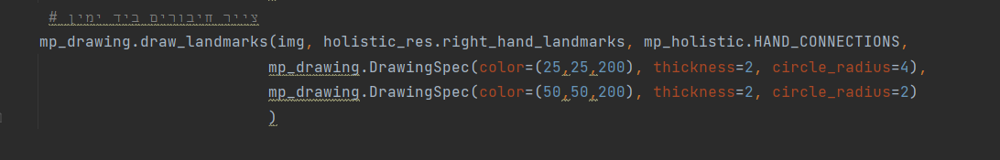 # צייר חיבורים ביד ימין
mp_drawing.draw_landmarks(img, holistic_res.right_hand_landmarks, mp_holistic.HAND_CONNECTIONS,
mp_drawing.DrawingSpec(color=(25,25,200), thickness=2, circle_radius=4),
mp_drawing.DrawingSpec(color=(50,50,200), thickness=2, circle_radius=2)
)